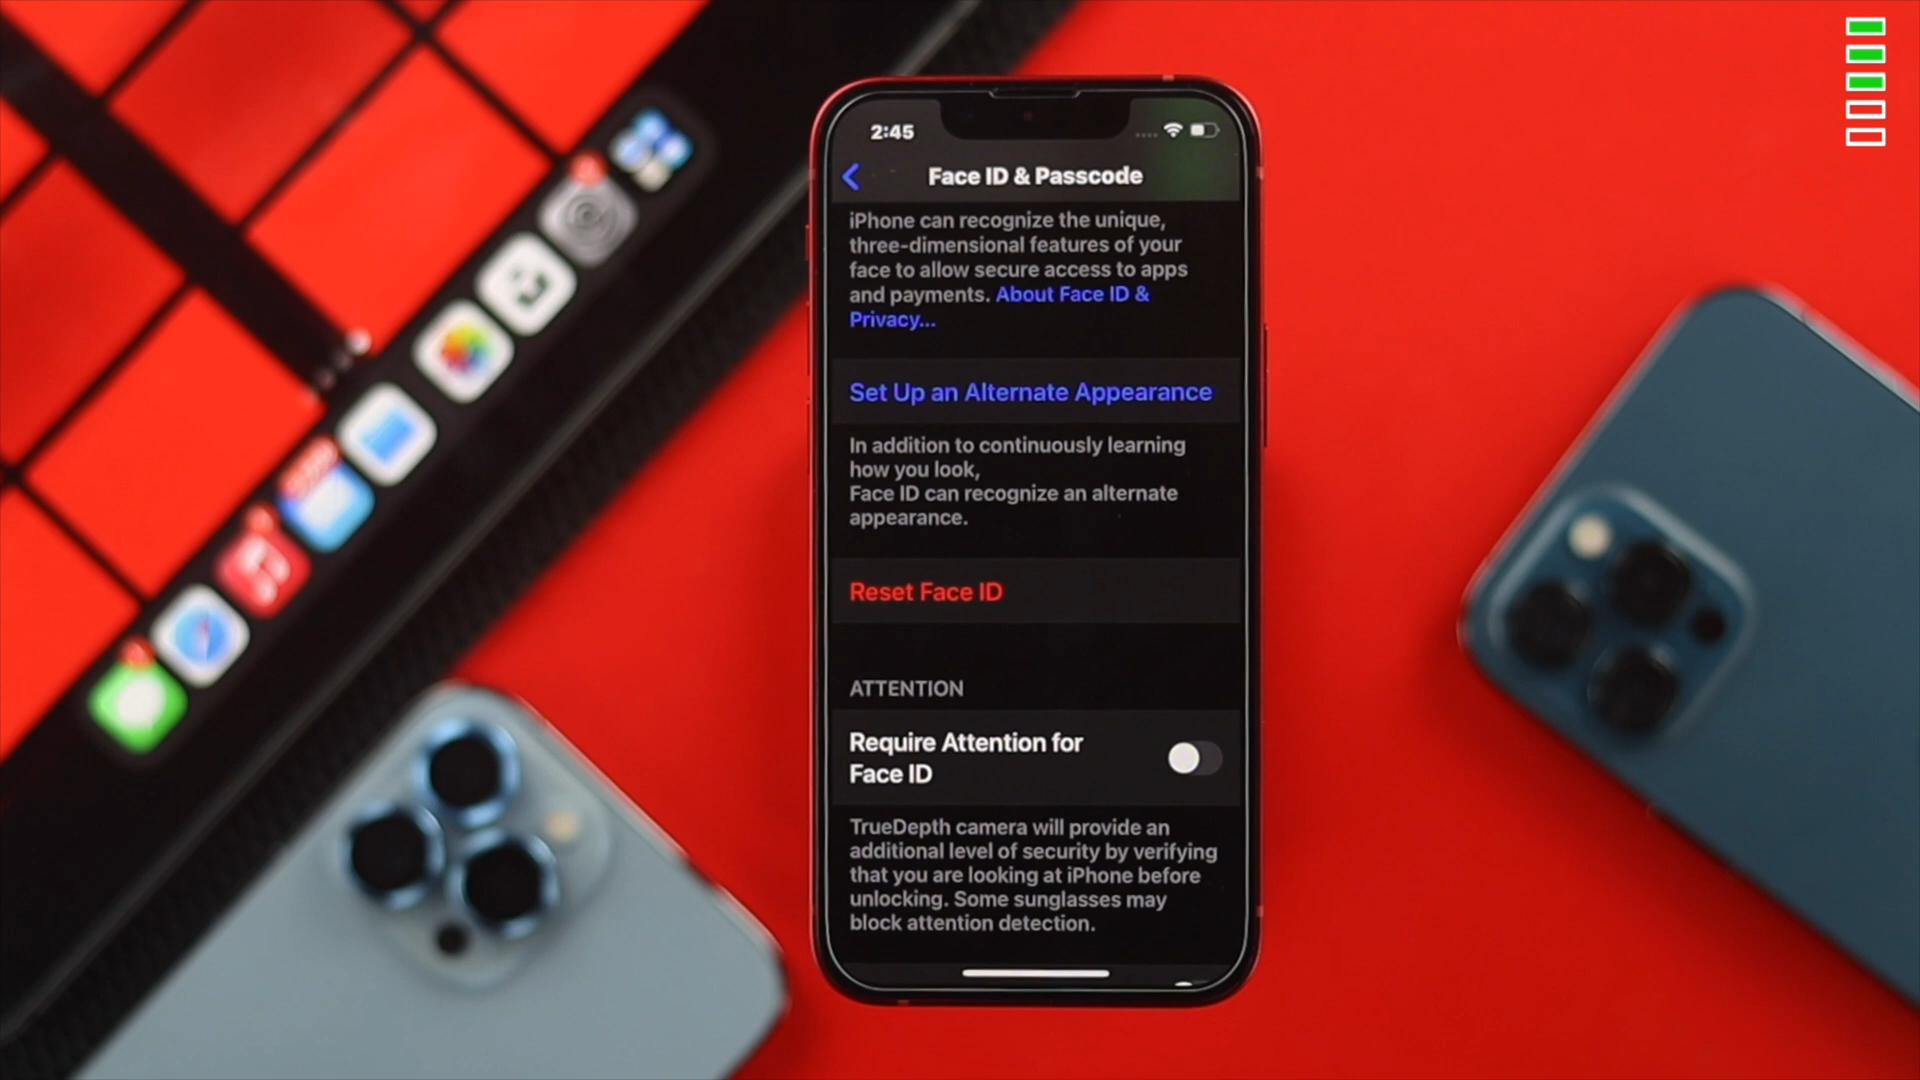 2:45
Face ID & Passcode
iPhone can recognize the unique,
three-dimensional features of your
face to allow secure access to apps
and payments. About Face ID &
Privacy...
Set Up an Alternate Appearance
In addition to continuously learning
how you look,
Face ID can recognize an alternate
appearance.
Reset Face ID
ATTENTION
Require Attention for
Face ID
TrueDepth camera will provide an
additional level of security by verifying
that you are looking at iPhone before
unlocking. Some sunglasses may
block attention detection.